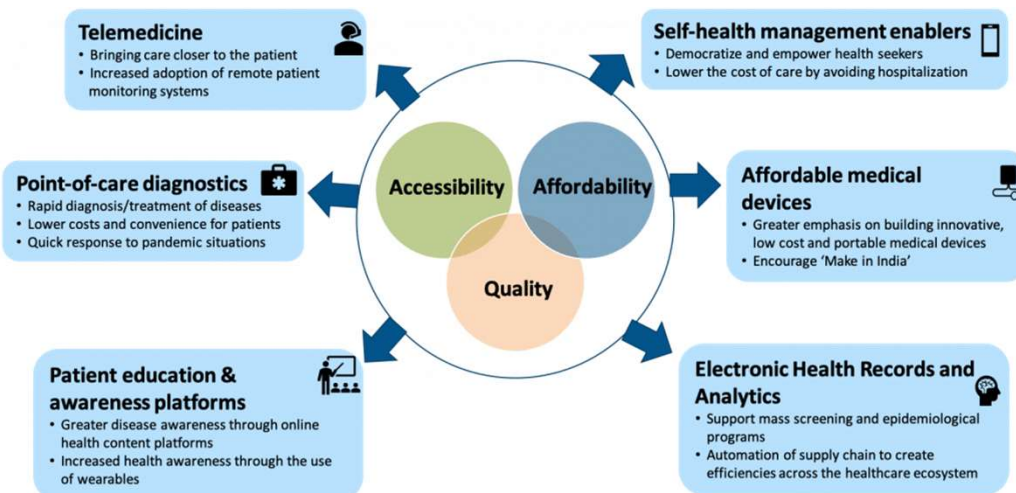 Telemedicine
• Bringing care closer to the patient
• Increased adoption of remote patient
monitoring systems
Self-health management enablers
• Democratize and empower health seekers
• Lower the cost of care by avoiding hospitalization
Point-of-care diagnostics
• Rapid diagnosis/treatment of diseases
• Lower costs and convenience for patients
• Quick response to pandemic situations
Accessibility
Affordability
Quality
Affordable medical
devices
• Greater emphasis on building innovative,
low cost and portable medical devices
• Encourage ‘Make in India’
Patient education &
awareness platforms
• Greater disease awareness through online
health content platforms
• Increased health awareness through the use
of wearables
Electronic Health Records and
Analytics
• Support mass screening and epidemiological
programs
• Automation of supply chain to create
efficiencies across the healthcare ecosystem